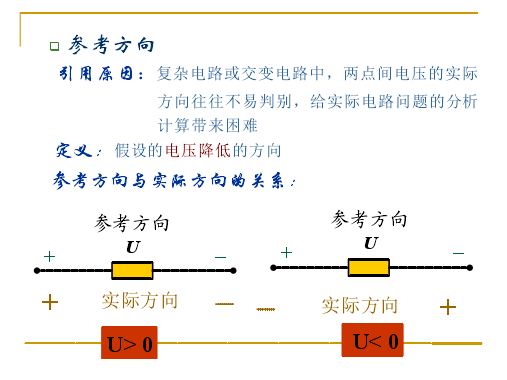 参考方向
引用原因：复杂电路或交变电路中，两点间电压的实际
方向往往不易判别，给实际电路问题的分析
计算带来困难
定义：假设的电压降低的方向
参考方向与实际方向的关系：
参考方向 参考方向
U U
+ − + −
+ 实际方向 − − 实际方向 +
U> 0 U< 0